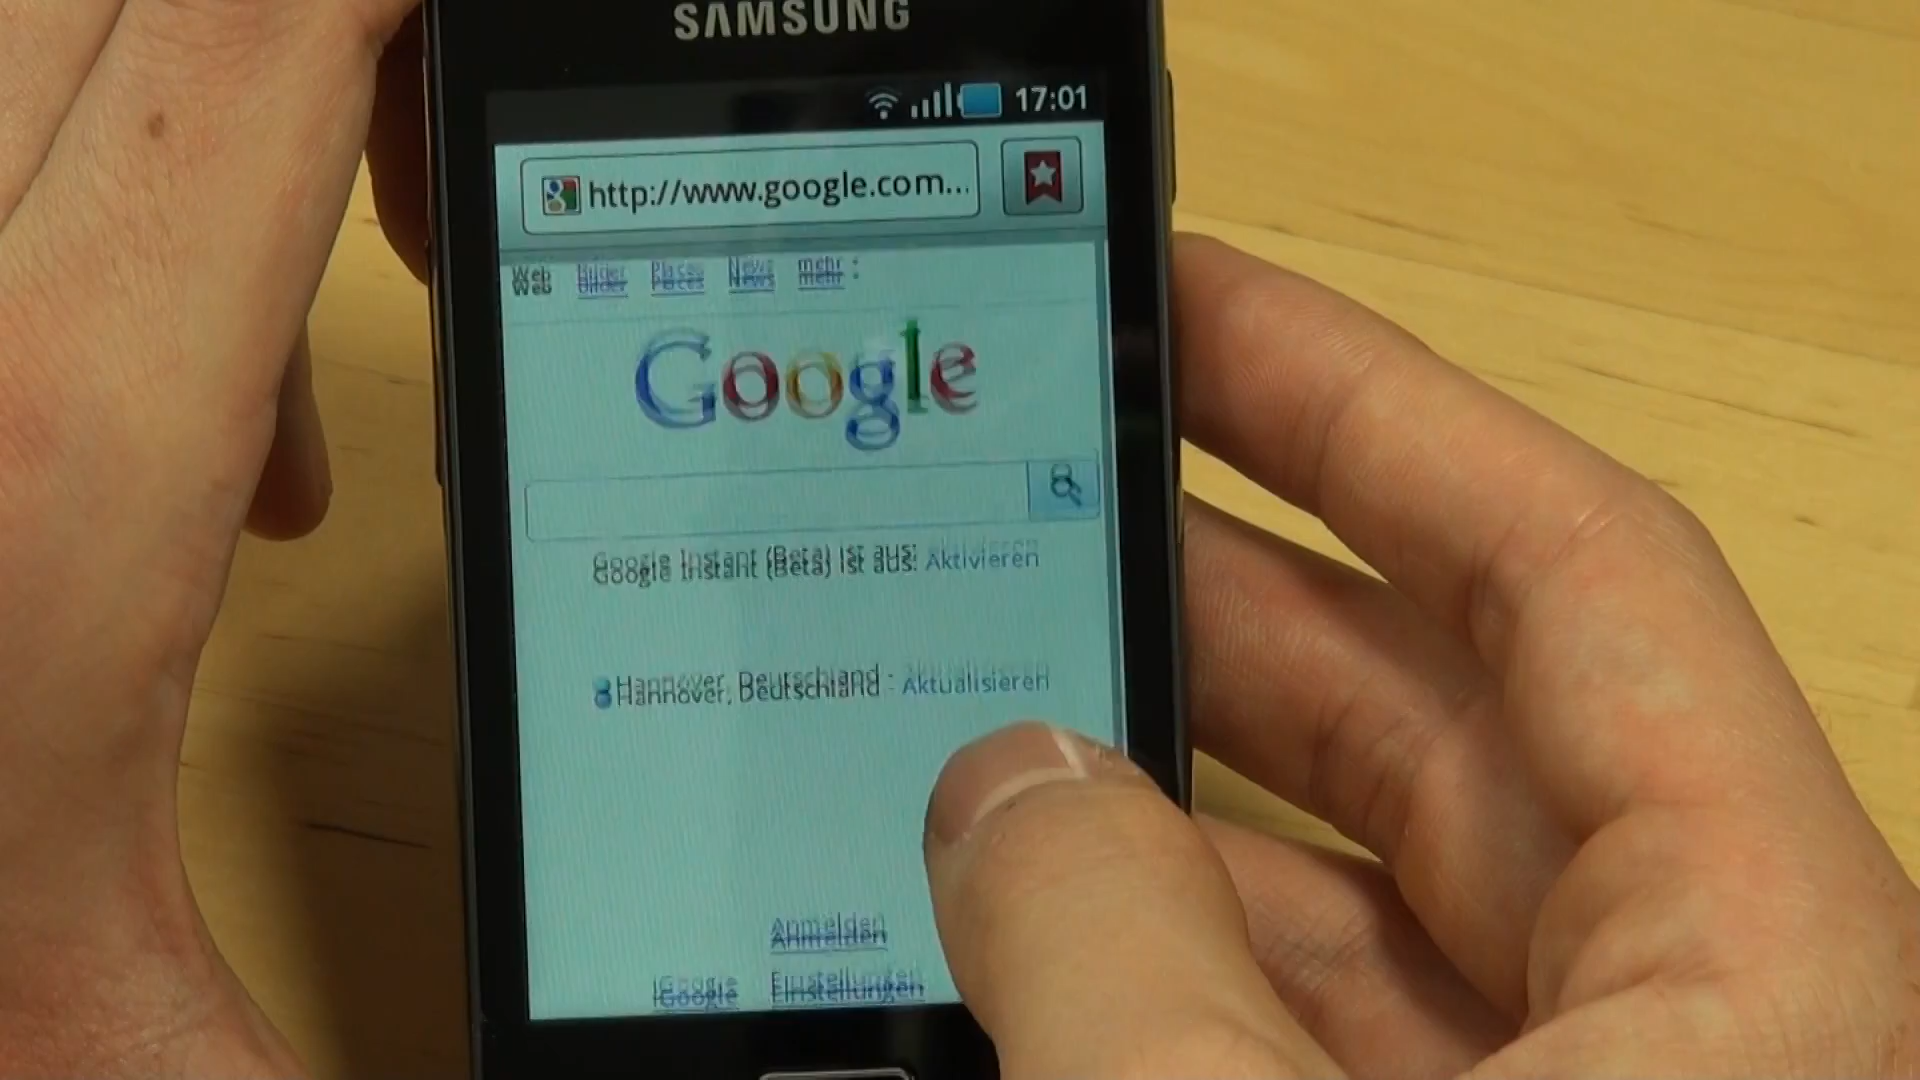 SAMSUNG
17:01
http://www.google.com...
Web Bilder Places News mehr
Google
Google Instant (Beta) ist aus: Aktivieren
Hannover, Deutschland - Aktualisieren
Anmelden
iGoogle Einstellungen